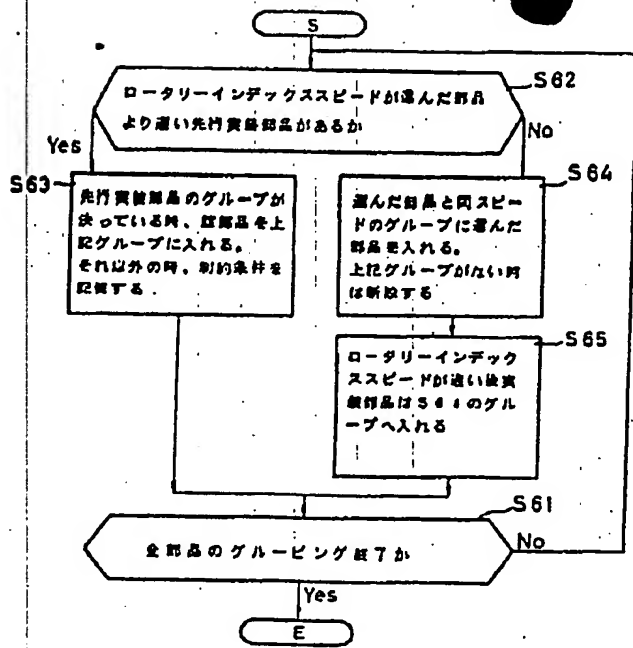 S
S62
ロータリーインデックススピードが選んだ部品
より遅い先行実装部品があるか
Yes
No
S63
先行実装部品のグループが
決っている時、該部品を上
記グループに入れる。
それ以外の時、制約条件を
記憶する
S64
選んだ部品と同スピ
ードのグループに選んだ
部品を入れる。
上記グループがない時
は新設する
S65
ロータリーインデック
ススピードが速い後実
装部品はS64のグル
ープへ入れる
S61
全部品のグルーピング終了か
No
Yes
E